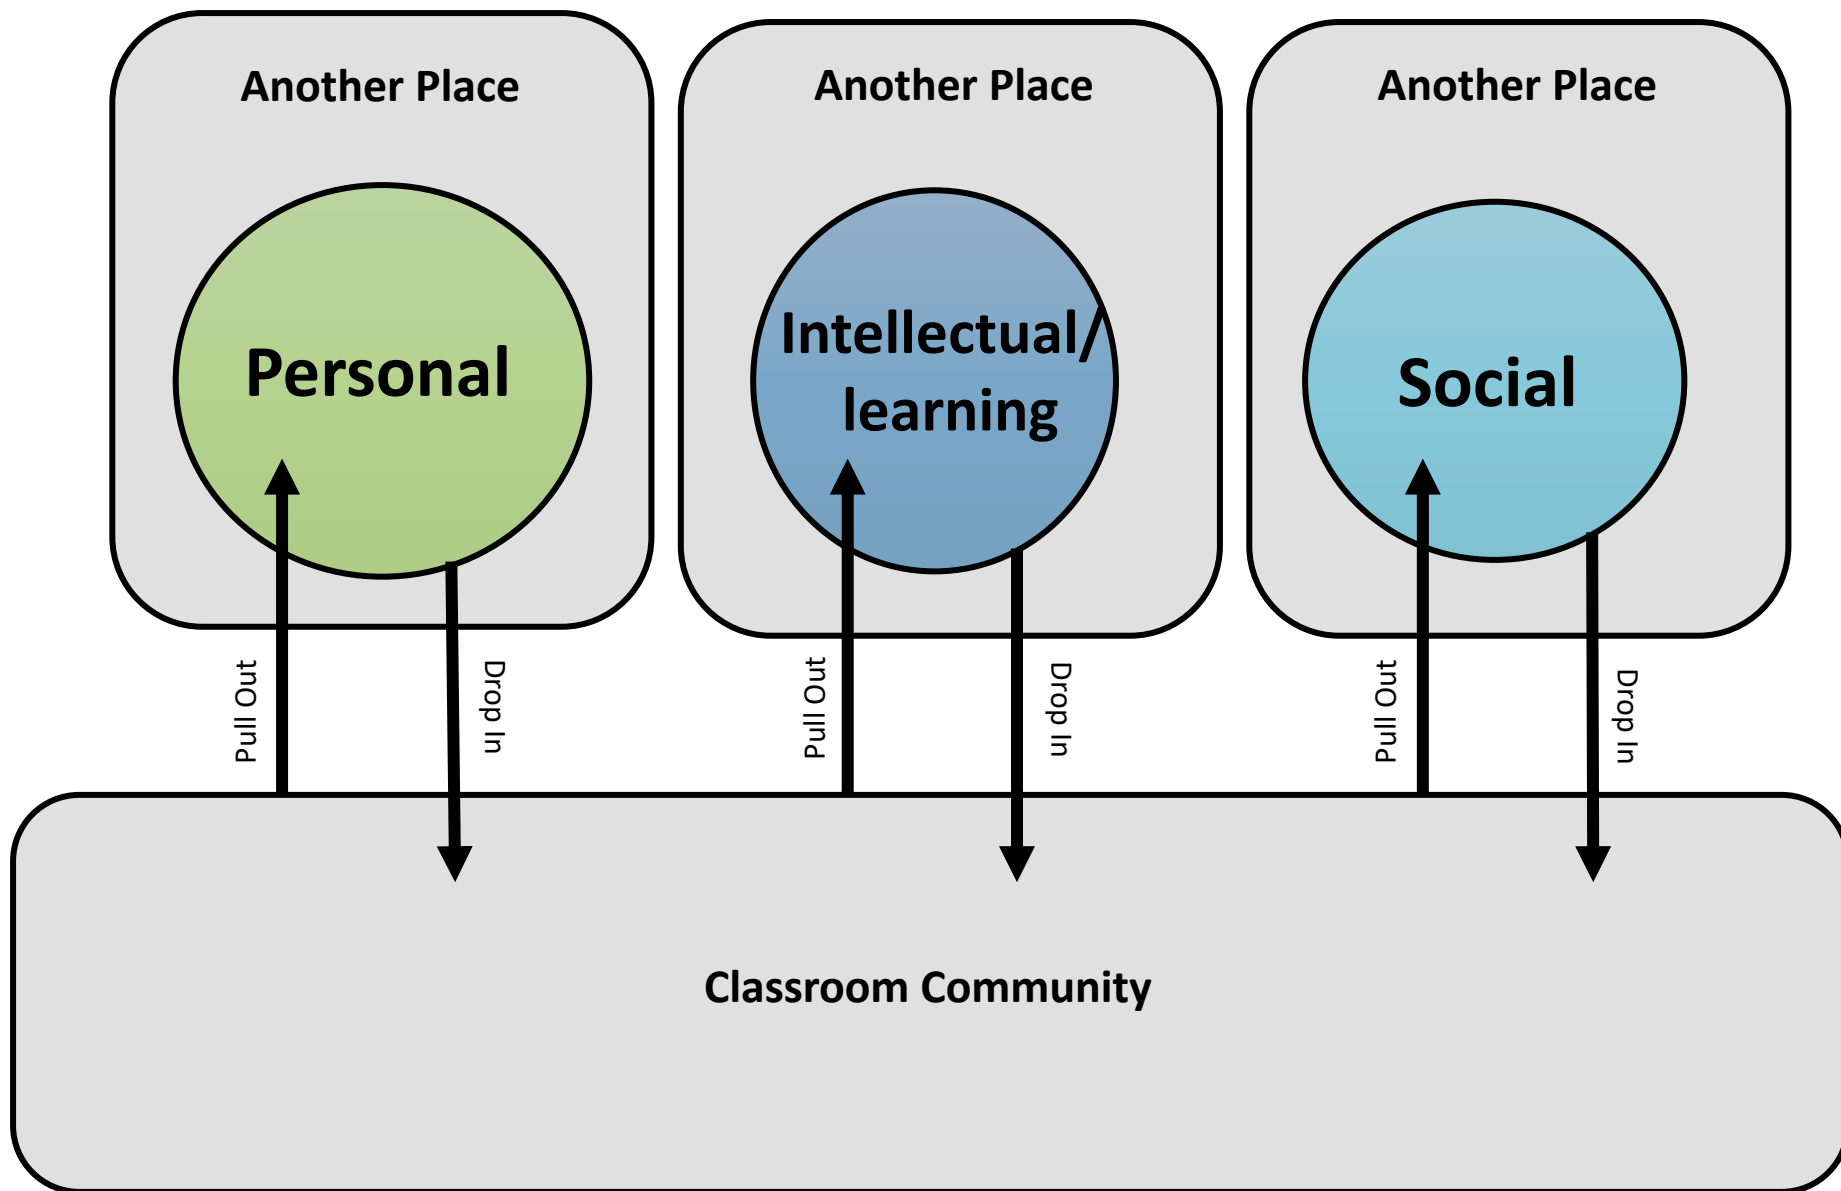 Another Place
Another Place
Another Place
Personal
Intellectual/
learning
Social
Pull Out
Drop In
Pull Out
Drop In
Pull Out
Drop In
Classroom Community